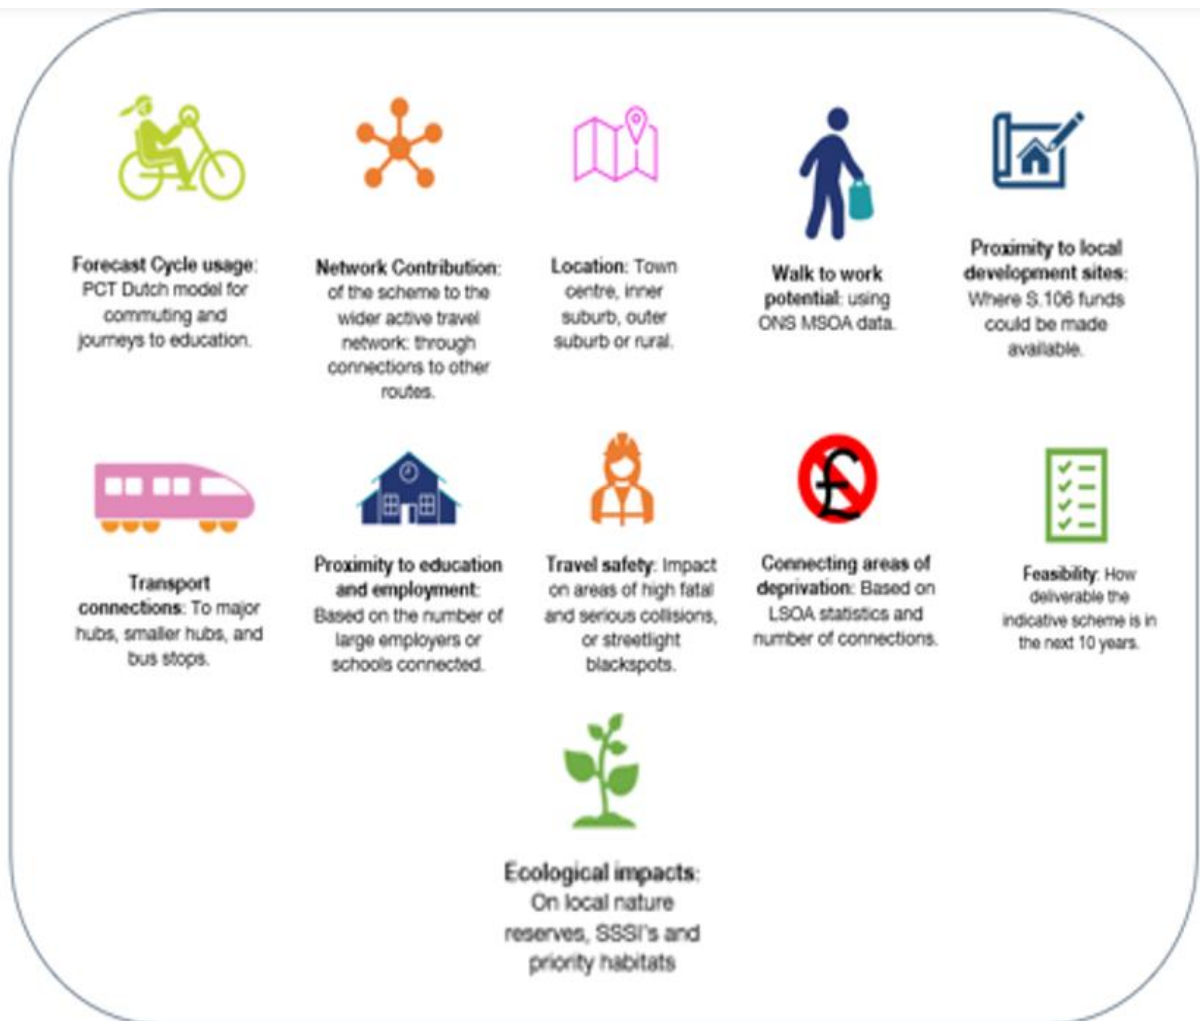 Forecast Cycle usage:
PCT Dutch model for
commuting and
journeys to education.
Network Contribution:
of the scheme to the
wider active travel
network: through
connections to other
routes.
Location: Town
centre, inner
suburb, outer
suburb or rural.
Walk to work
potential: using
ONS MSOA data.
Proximity to local
development sites:
Where S.106 funds
could be made
available.
Transport
connections: To major
hubs, smaller hubs, and
bus stops.
Proximity to education
and employment:
Based on the number of
large employers or
schools connected.
Travel safety: Impact
on areas of high fatal
and serious collisions,
or streetlight
blackspots.
£
Connecting areas of
deprivation: Based on
LSOA statistics and
number of connections.
Feasibility: How
deliverable the
indicative scheme is in
the next 10 years.
Ecological impacts:
On local nature
reserves, SSSI's and
priority habitats